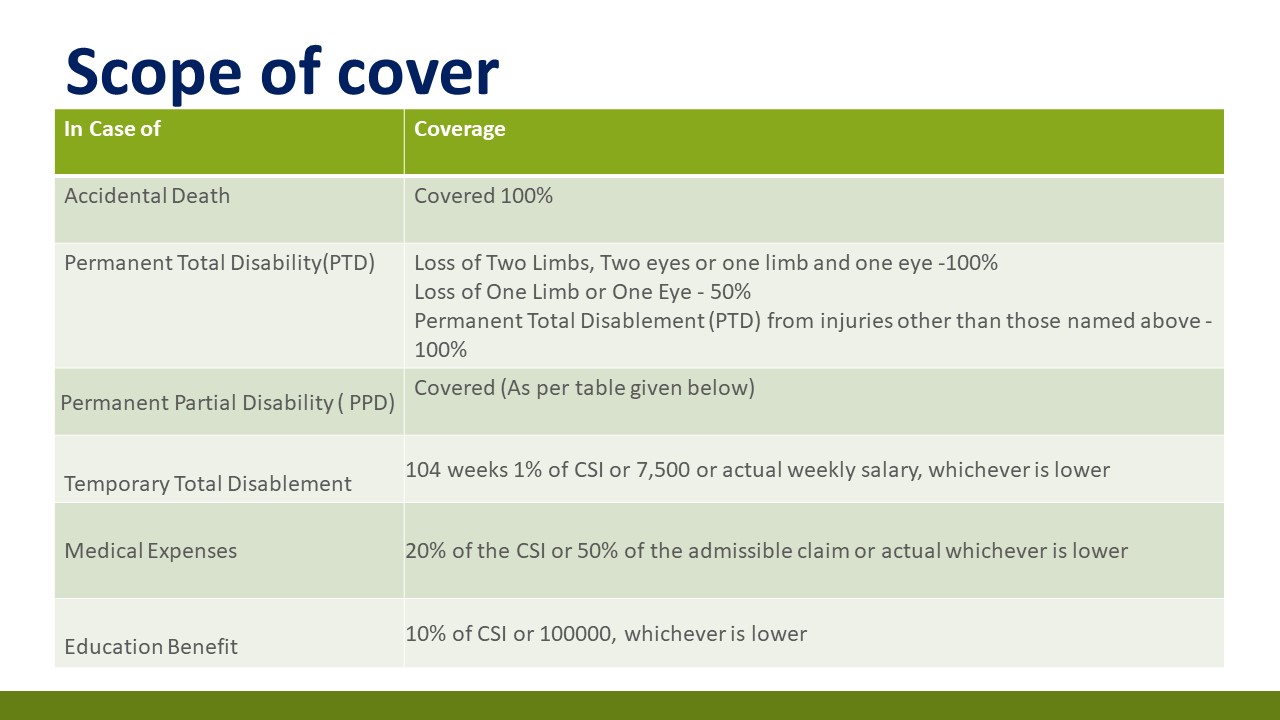 Scope of cover
In Case of
Coverage
Accidental Death
Covered 100%
Permanent Total Disability(PTD)
Loss of Two Limbs, Two eyes or one limb and one eye -100%
Loss of One Limb or One Eye - 50%
Permanent Total Disablement (PTD) from injuries other than those named above -
100%
Permanent Partial Disability ( PPD)
Covered (As per table given below)
Temporary Total Disablement
104 weeks 1% of CSI or 7,500 or actual weekly salary, whichever is lower
Medical Expenses
20% of the CSI or 50% of the admissible claim or actual whichever is lower
Education Benefit
10% of CSI or 100000, whichever is lower